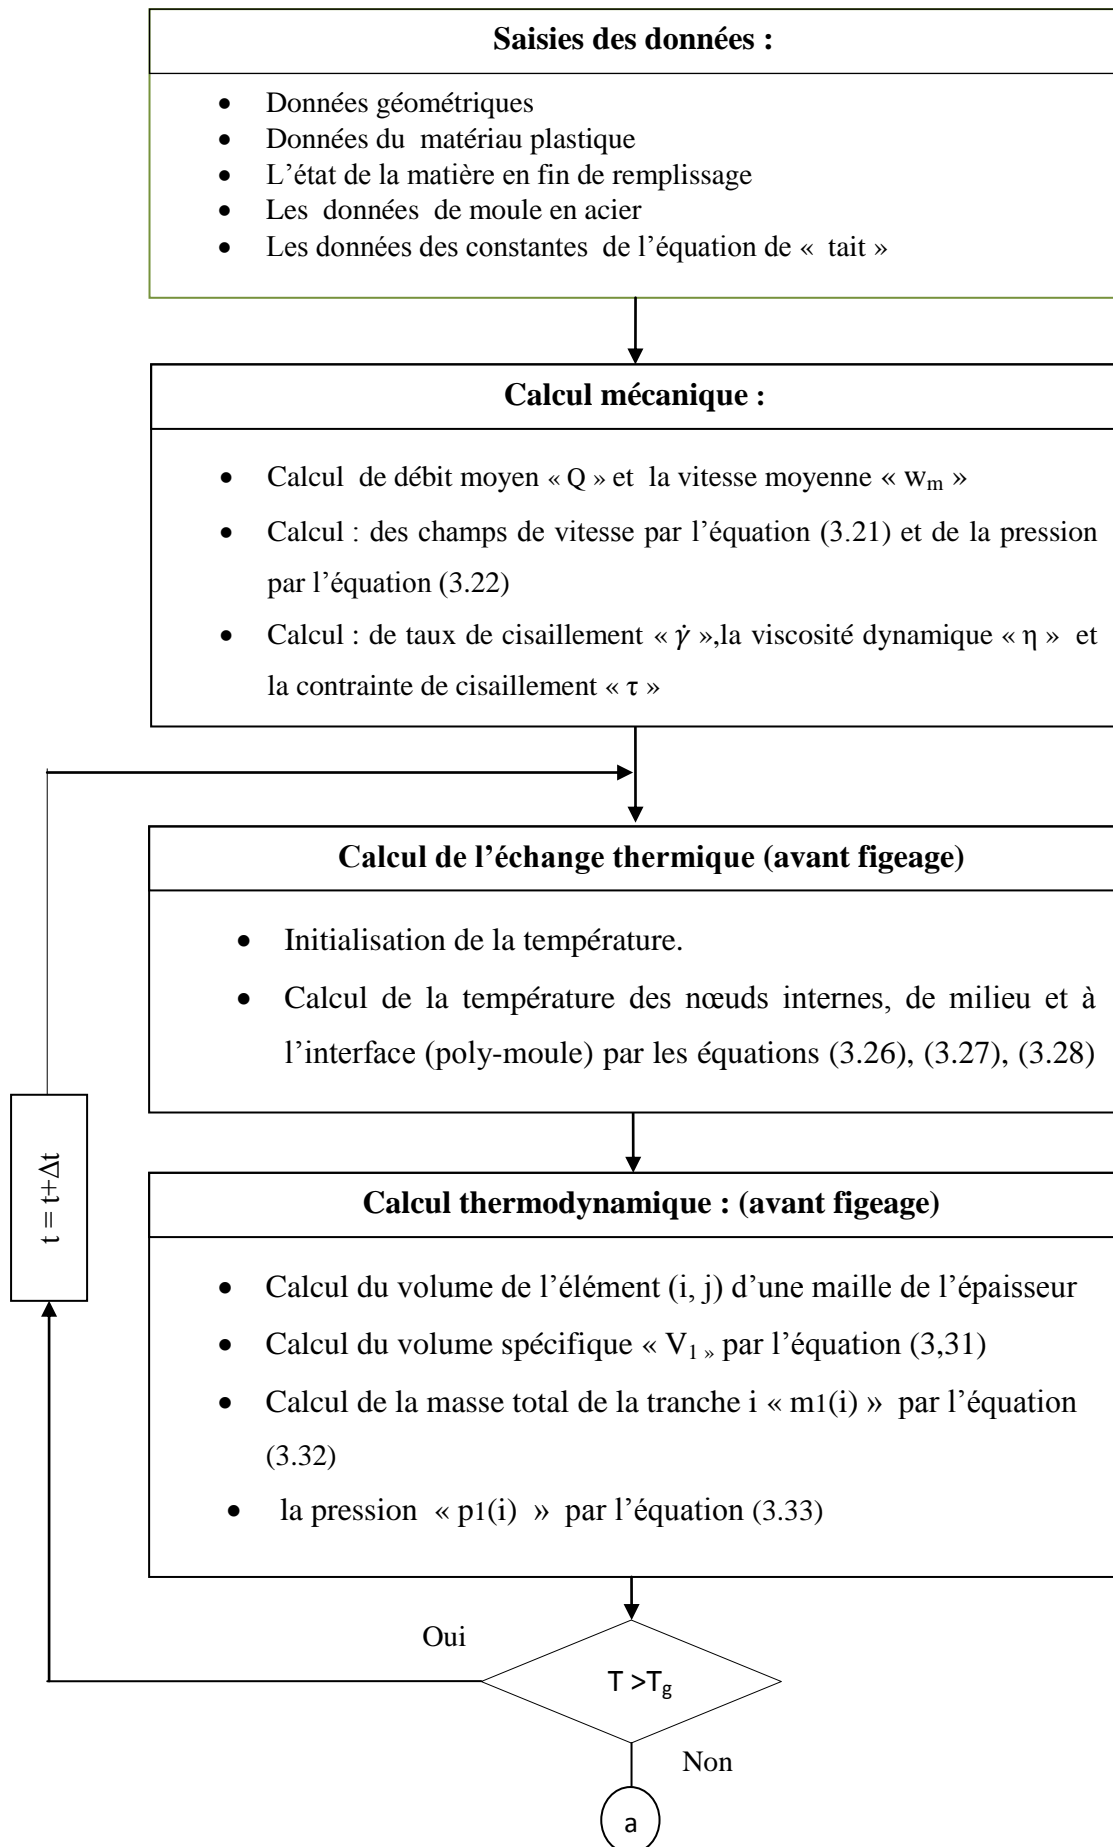 Saisies des données :
• Données géométriques
• Données du matériau plastique
• L’état de la matière en fin de remplissage
• Les données de moule en acier
• Les données des constantes de l’équation de « tait »
Calcul mécanique :
• Calcul de débit moyen « Q » et la vitesse moyenne « wm »
• Calcul : des champs de vitesse par l’équation (3.21) et de la pression
par l’équation (3.22)
• Calcul : de taux de cisaillement « γ̇ »,la viscosité dynamique « η » et
la contrainte de cisaillement « τ »
Calcul de l’échange thermique (avant figeage)
• Initialisation de la température.
• Calcul de la température des nœuds internes, de milieu et à
l’interface (poly-moule) par les équations (3.26), (3.27), (3.28)
t = t+Δt
Calcul thermodynamique : (avant figeage)
• Calcul du volume de l’élément (i, j) d’une maille de l’épaisseur
• Calcul du volume spécifique « V1 » par l’équation (3,31)
• Calcul de la masse total de la tranche i « m1(i) » par l’équation
(3.32)
• la pression « p1(i) » par l’équation (3.33)
Oui
T >Tg
Non
a